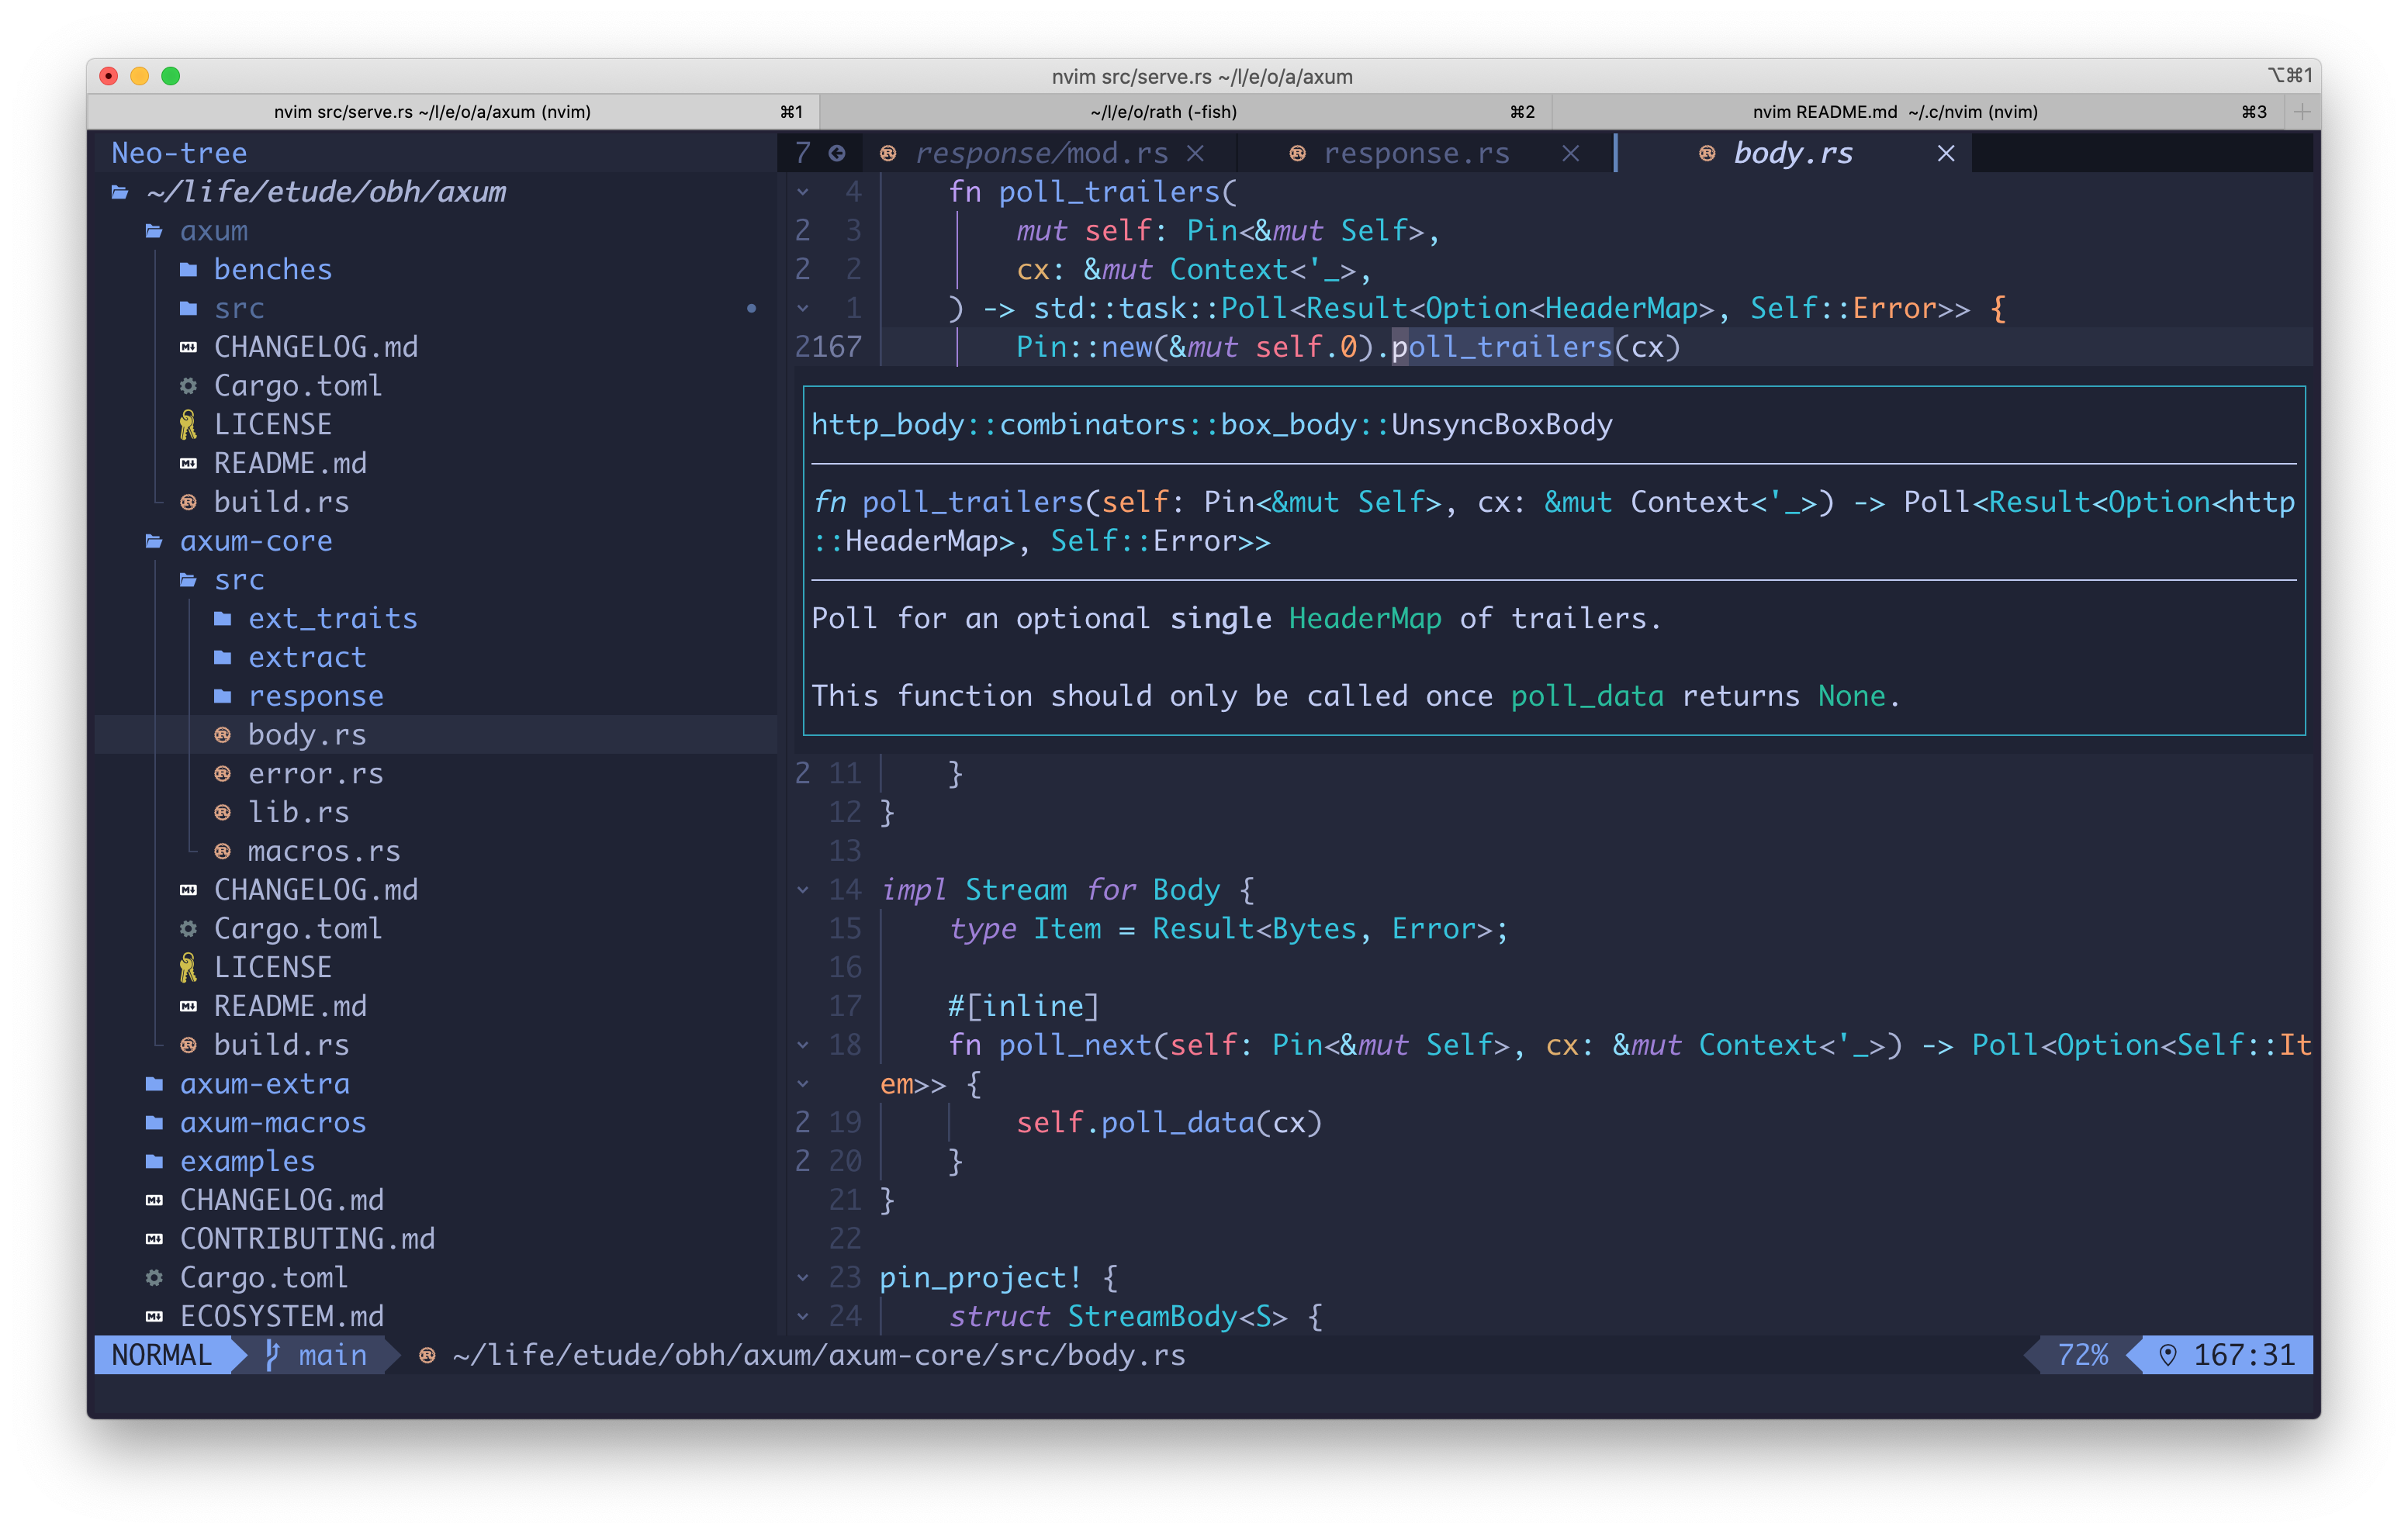 nvim src/serve.rs ~/l/e/o/a/axum
⌥⌘1
nvim src/serve.rs ~/l/e/o/a/axum (nvim) ⌘1
~/l/e/o/rath (-fish) ⌘2
nvim README.md ~/.c/nvim (nvim) ⌘3
Neo-tree
~/life/etude/obh/axum
axum
benches
src
CHANGELOG.md
Cargo.toml
LICENSE
README.md
build.rs
axum-core
src
ext_traits
extract
response
body.rs
error.rs
lib.rs
macros.rs
CHANGELOG.md
Cargo.toml
LICENSE
README.md
build.rs
axum-extra
axum-macros
examples
CHANGELOG.md
CONTRIBUTING.md
Cargo.toml
ECOSYSTEM.md
7 response/mod.rs × response.rs × body.rs ×
4 fn poll_trailers(
2 3 mut self: Pin<&mut Self>,
2 2 cx: &mut Context<'_>,
1 ) -> std::task::Poll<Result<Option<HeaderMap>, Self::Error>> {
2167 Pin::new(&mut self.0).poll_trailers(cx)
http_body::combinators::box_body::UnsyncBoxBody
fn poll_trailers(self: Pin<&mut Self>, cx: &mut Context<'_>) -> Poll<Result<Option<http
::HeaderMap>, Self::Error>>
Poll for an optional single HeaderMap of trailers.
This function should only be called once poll_data returns None.
2 11 }
12 }
13
14 impl Stream for Body {
15 type Item = Result<Bytes, Error>;
16
17 #[inline]
18 fn poll_next(self: Pin<&mut Self>, cx: &mut Context<'_>) -> Poll<Option<Self::It
em>> {
2 19 self.poll_data(cx)
2 20 }
21 }
22
23 pin_project! {
24 struct StreamBody<S> {
NORMAL main ~/life/etude/obh/axum/axum-core/src/body.rs 72% 167:31